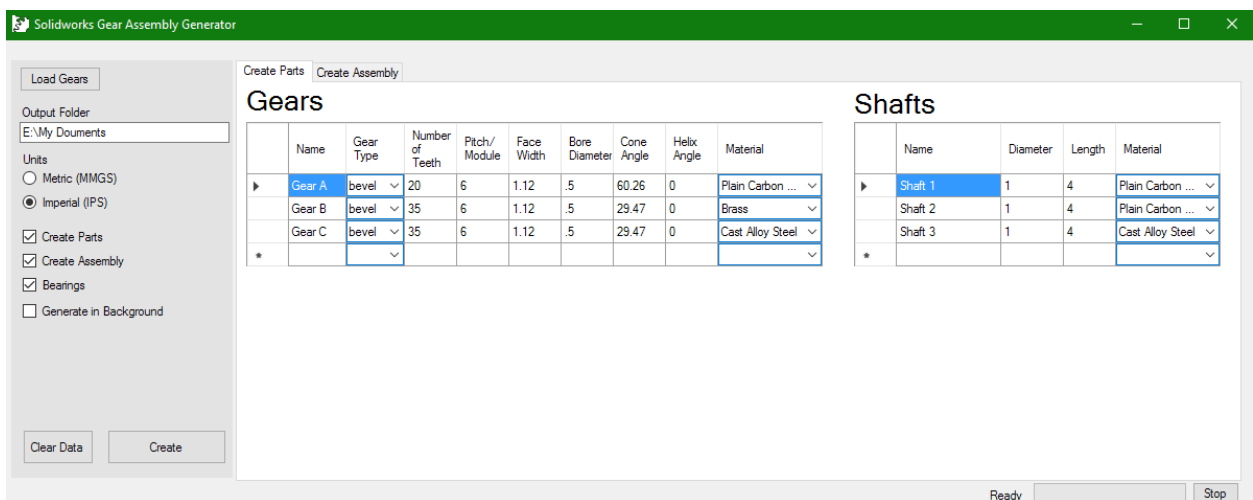 Solidworks Gear Assembly Generator
Load Gears
Output Folder
E:\My Douments
Units
Metric (MMGS)
Imperial (IPS)
Create Parts
Create Assembly
Bearings
Generate in Background
Clear Data Create
Create Parts Create Assembly
Gears
Name Gear Type Number of Teeth Pitch/ Module Face Width Bore Diameter Cone Angle Helix Angle Material
Gear A bevel 20 6 1.12 .5 60.26 0 Plain Carbon ...
Gear B bevel 35 6 1.12 .5 29.47 0 Brass
Gear C bevel 35 6 1.12 .5 29.47 0 Cast Alloy Steel
*
Shafts
Name Diameter Length Material
Shaft 1 1 4 Plain Carbon ...
Shaft 2 1 4 Plain Carbon ...
Shaft 3 1 4 Cast Alloy Steel
*
Ready Stop